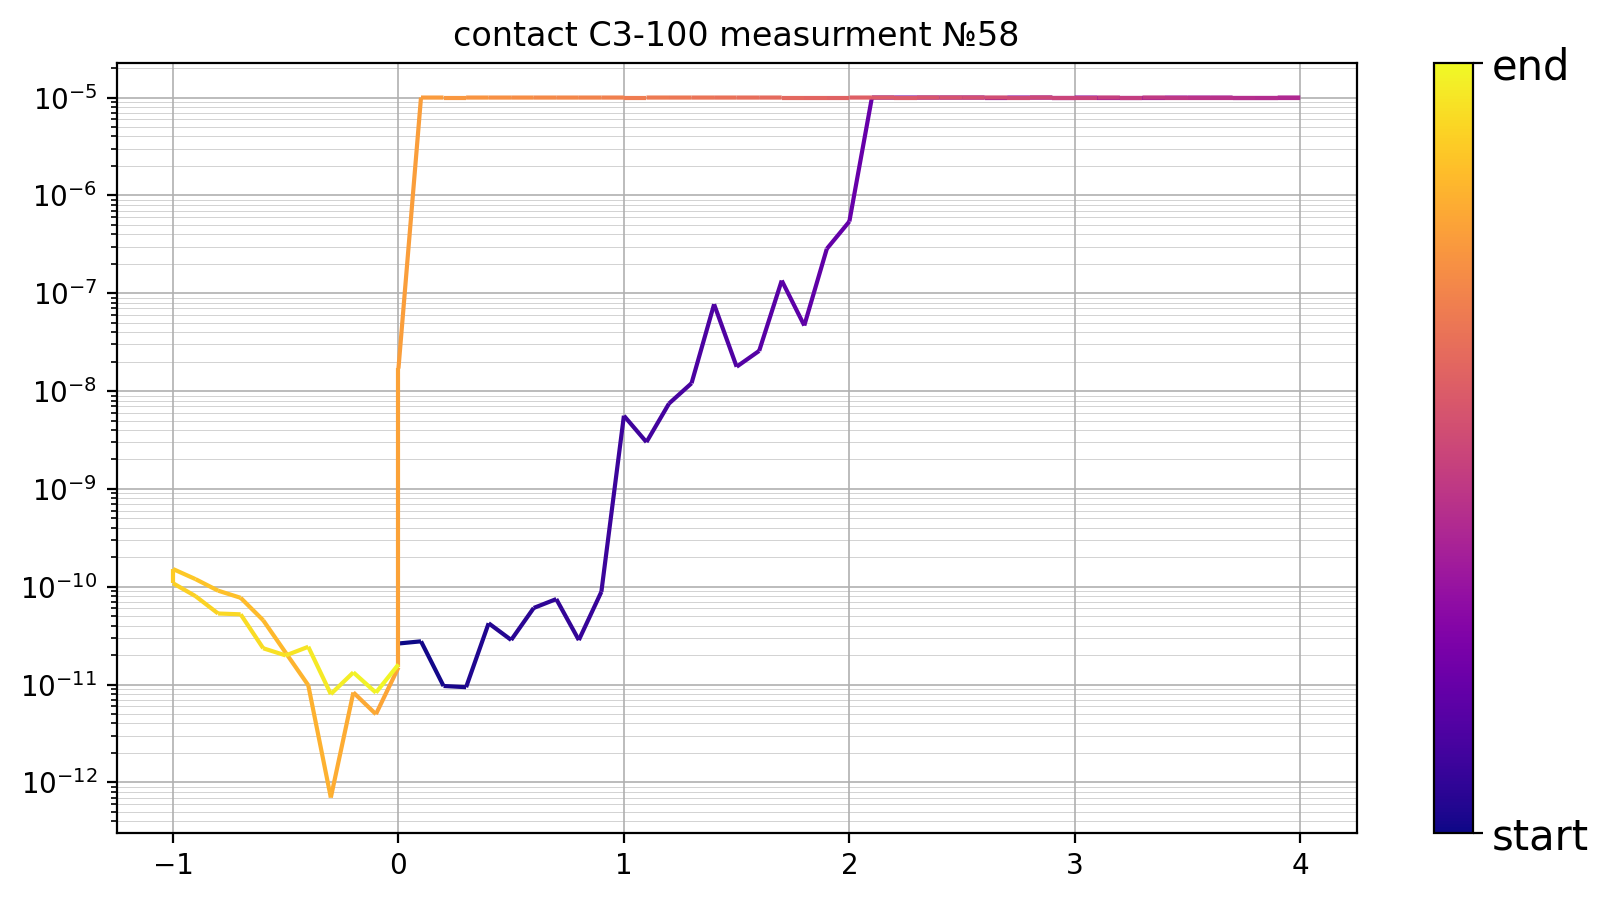 contact C3-100 measurment №58
10⁻⁵
10⁻⁶
10⁻⁷
10⁻⁸
10⁻⁹
10⁻¹⁰
10⁻¹¹
10⁻¹²
−1 0 1 2 3 4
end
start